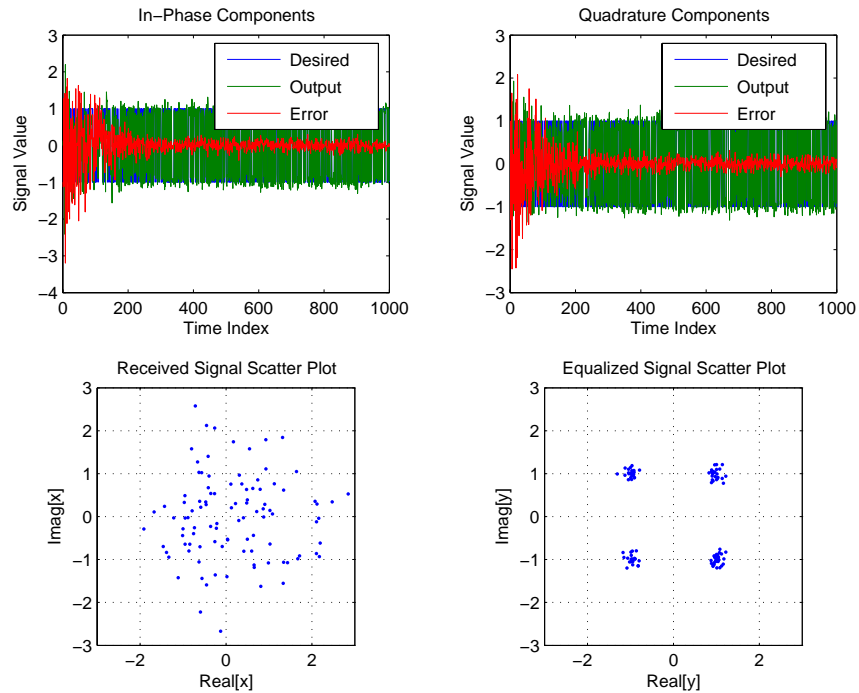 In−Phase Components
3
2
1
0
−1
−2
−3
−4
Signal Value
Desired
Output
Error
0 200 400 600 800 1000
Time Index
Quadrature Components
3
2
1
0
−1
−2
−3
Signal Value
Desired
Output
Error
0 200 400 600 800 1000
Time Index
Received Signal Scatter Plot
3
2
1
0
−1
−2
−3
Imag[x]
−2 0 2
Real[x]
Equalized Signal Scatter Plot
3
2
1
0
−1
−2
−3
Imag[y]
−2 0 2
Real[y]